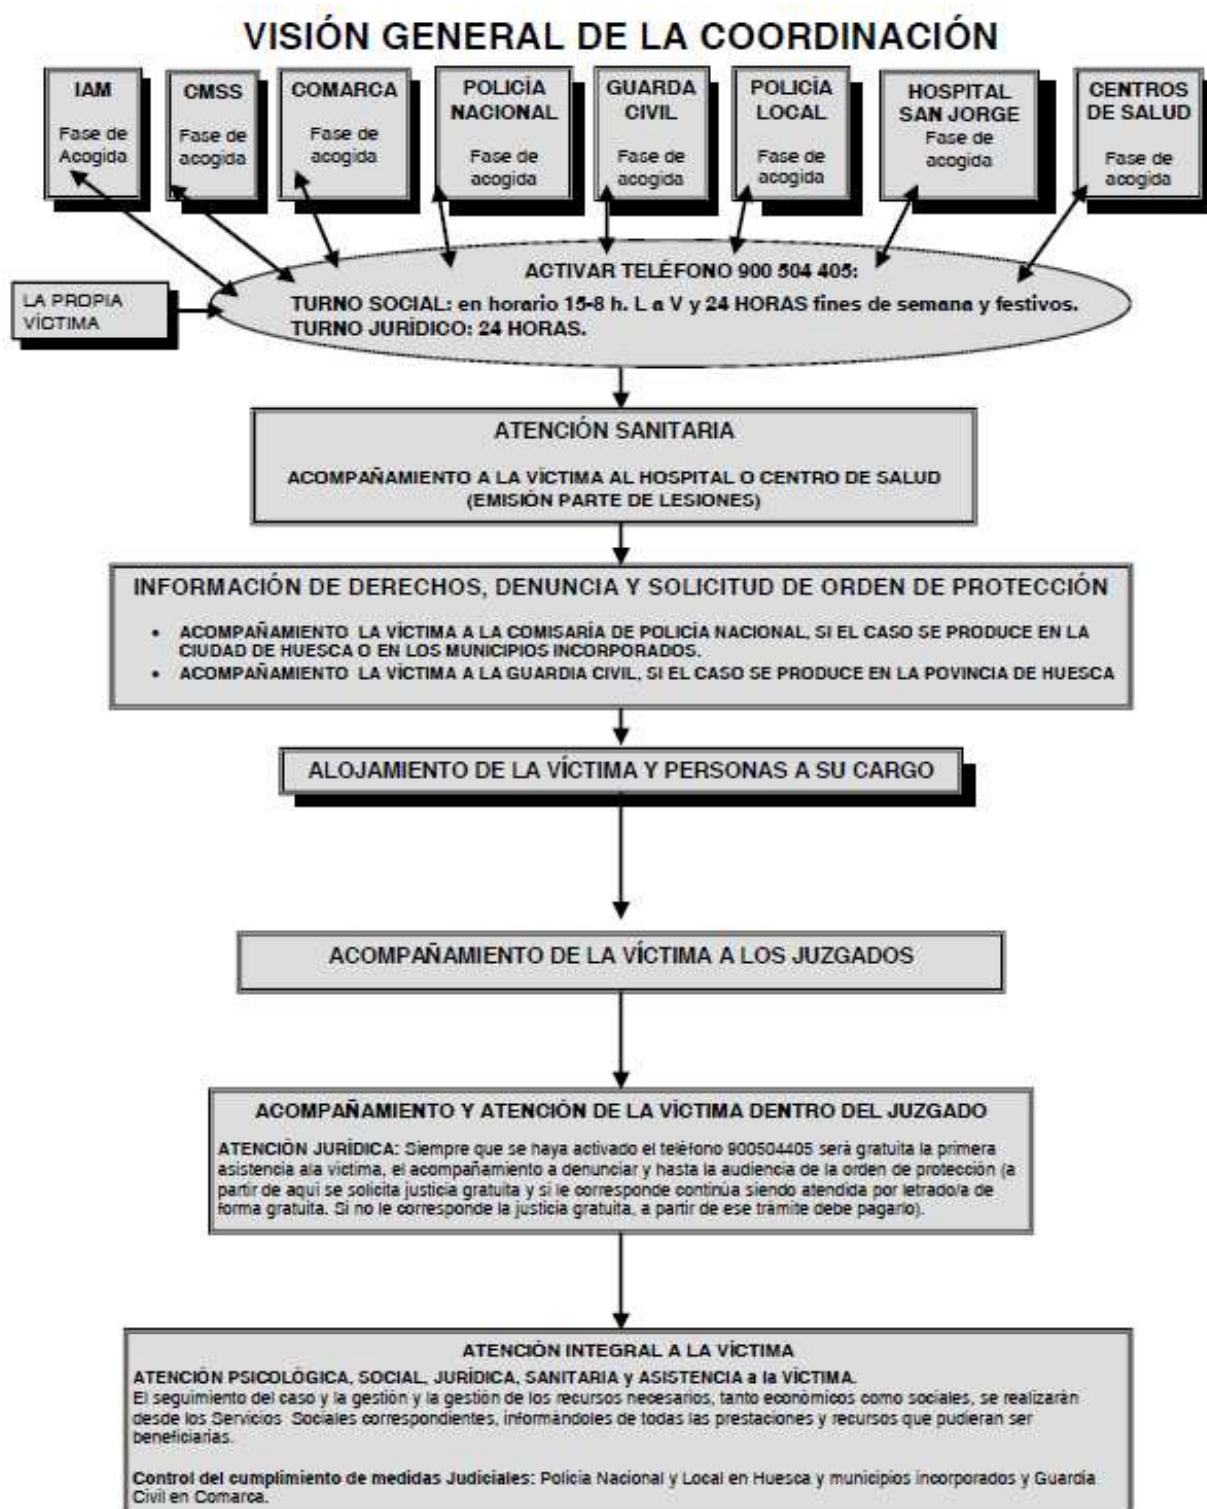 VISIÓN GENERAL DE LA COORDINACIÓN
IAM
Fase de
Acogida
CMSS
Fase de
acogida
COMARCA
Fase de
acogida
POLICÍA
NACIONAL
Fase de
acogida
GUARDA
CIVIL
Fase de
acogida
POLICÍA
LOCAL
Fase de
acogida
HOSPITAL
SAN JORGE
Fase de
acogida
CENTROS
DE SALUD
Fase de
acogida
LA PROPIA
VÍCTIMA
ACTIVAR TELÉFONO 900 504 405:
TURNO SOCIAL: en horario 15-8 h. L a V y 24 HORAS fines de semana y festivos.
TURNO JURÍDICO: 24 HORAS.
ATENCIÓN SANITARIA
ACOMPAÑAMIENTO A LA VÍCTIMA AL HOSPITAL O CENTRO DE SALUD
(EMISIÓN PARTE DE LESIONES)
INFORMACIÓN DE DERECHOS, DENUNCIA Y SOLICITUD DE ORDEN DE PROTECCIÓN
• ACOMPAÑAMIENTO LA VÍCTIMA A LA COMISARÍA DE POLICÍA NACIONAL, SI EL CASO SE PRODUCE EN LA
CIUDAD DE HUESCA O EN LOS MUNICIPIOS INCORPORADOS.
• ACOMPAÑAMIENTO LA VÍCTIMA A LA GUARDIA CIVIL, SI EL CASO SE PRODUCE EN LA POVINCIA DE HUESCA
ALOJAMIENTO DE LA VÍCTIMA Y PERSONAS A SU CARGO
ACOMPAÑAMIENTO DE LA VÍCTIMA A LOS JUZGADOS
ACOMPAÑAMIENTO Y ATENCIÓN DE LA VÍCTIMA DENTRO DEL JUZGADO
ATENCIÓN JURÍDICA: Siempre que se haya activado el teléfono 900504405 será gratuita la primera
asistencia ala víctima, el acompañamiento a denunciar y hasta la audiencia de la orden de protección (a
partir de aquí se solicita justicia gratuita y si le corresponde continúa siendo atendida por letrado/a de
forma gratuita. Si no le corresponde la justicia gratuita, a partir de ese trámite debe pagarlo).
ATENCIÓN INTEGRAL A LA VÍCTIMA
ATENCIÓN PSICOLÓGICA, SOCIAL, JURÍDICA, SANITARIA y ASISTENCIA a la VÍCTIMA.
El seguimiento del caso y la gestión y la gestión de los recursos necesarios, tanto económicos como sociales, se realizarán
desde los Servicios Sociales correspondientes, informándoles de todas las prestaciones y recursos que pudieran ser
beneficiarias.
Control del cumplimiento de medidas Judiciales: Policía Nacional y Local en Huesca y municipios incorporados y Guardia
Civil en Comarca.